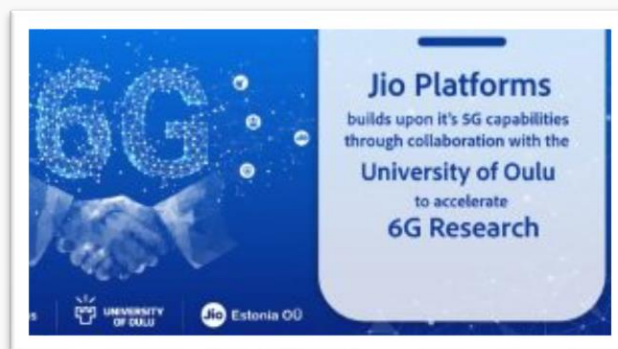 6G
Jio Platforms
builds upon it's 5G capabilities
through collaboration with the
University of Oulu
to accelerate
6G Research
UNIVERSITY
OF OULU
Jio Estonia OÜ